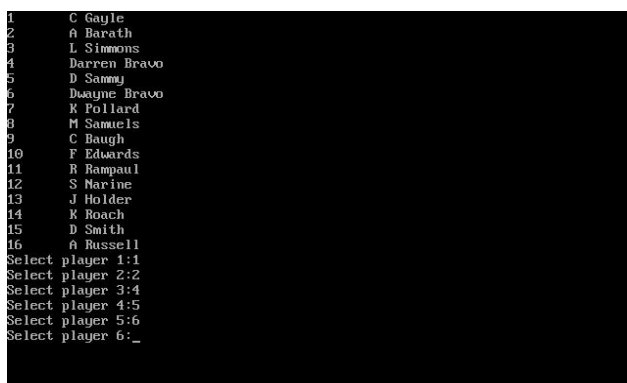 1 C Gayle
2 A Barath
3 L Simmons
4 Darren Bravo
5 D Sammy
6 Dwayne Bravo
7 K Pollard
8 M Samuels
9 C Baugh
10 F Edwards
11 R Rampaul
12 S Narine
13 J Holder
14 K Roach
15 D Smith
16 A Russell
Select player 1:1
Select player 2:2
Select player 3:4
Select player 4:5
Select player 5:6
Select player 6:_